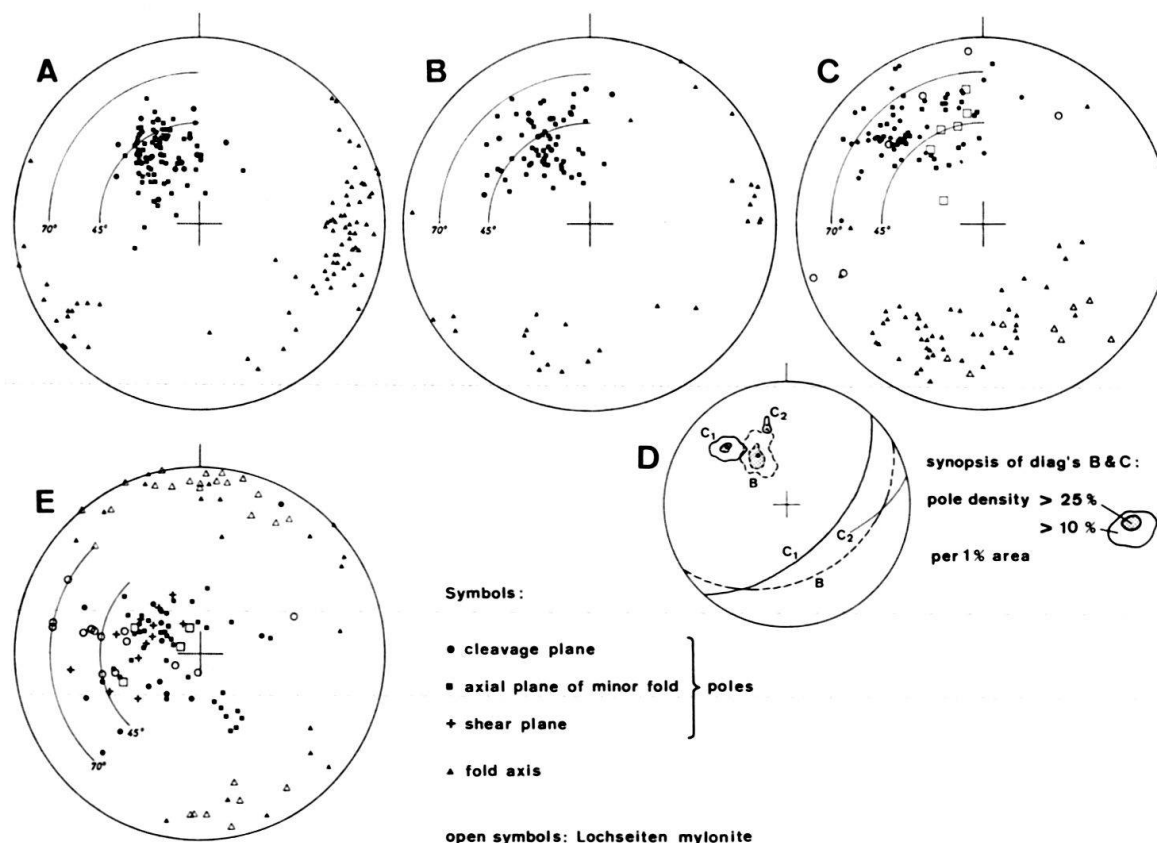 A
B
C
70°
45°
70°
45°
70°
45°
D
C1
C2
B
C1
C2
B
synopsis of diag's B & C:
pole density > 25 %
> 10 %
per 1% area
E
45°
70°
Symbols:
cleavage plane
axial plane of minor fold
poles
shear plane
fold axis
open symbols: Lochseiten mylonite